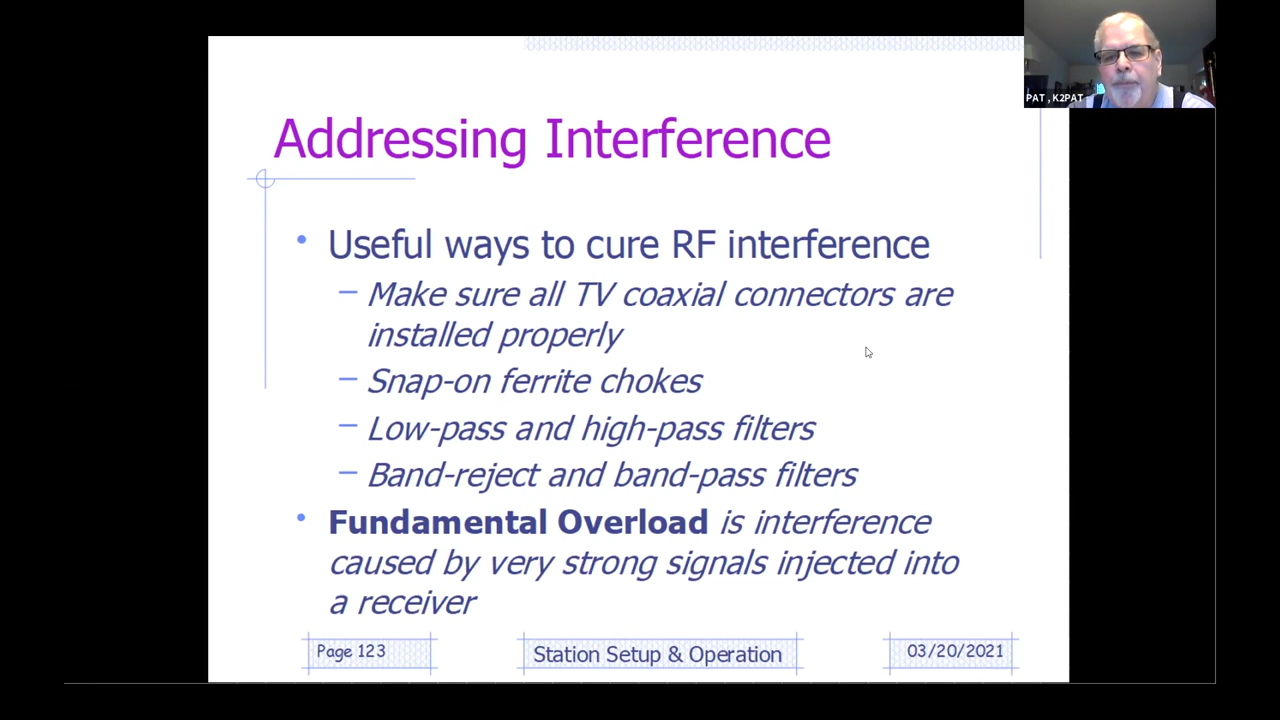 PAT , K2PAT
Addressing Interference
• Useful ways to cure RF interference
– Make sure all TV coaxial connectors are
installed properly
– Snap-on ferrite chokes
– Low-pass and high-pass filters
– Band-reject and band-pass filters
• Fundamental Overload is interference
caused by very strong signals injected into
a receiver
Page 123
Station Setup & Operation
03/20/2021